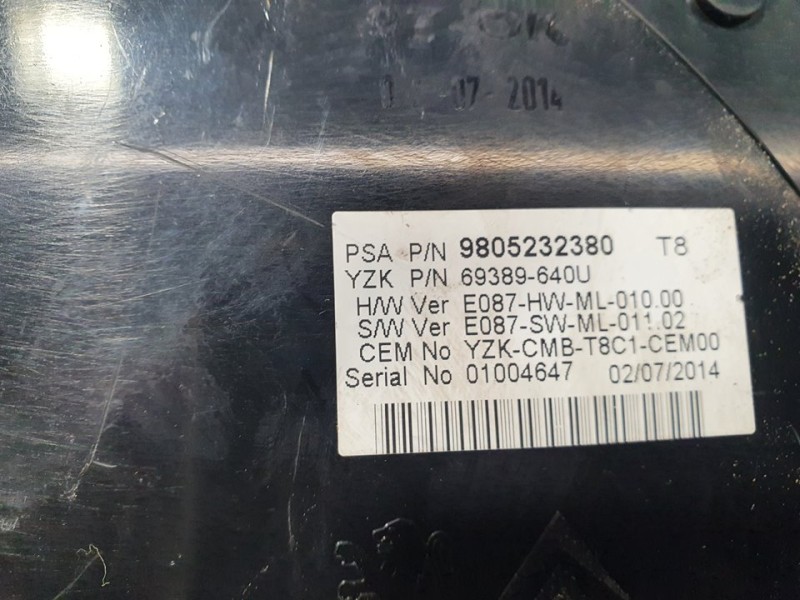 07-2014
PSA P/N 9805232380 T8
YZK P/N 69389-640U
H/W Ver E087-HW-ML-010.00
S/W Ver E087-SW-ML-011.02
CEM No YZK-CMB-T8C1-CEM00
Serial No 01004647 02/07/2014